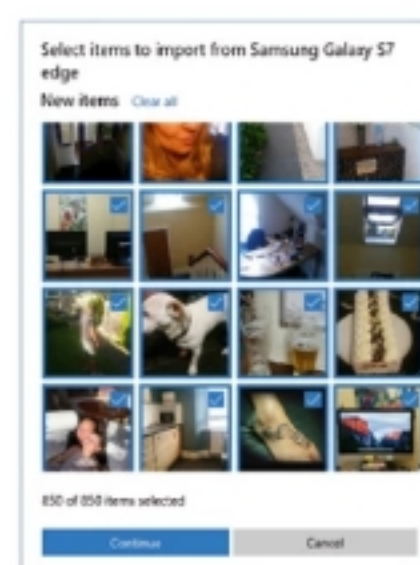 Select items to import from Samsung Galaxy S7
edge
New items Clear all
850 of 850 items selected
Continue Cancel